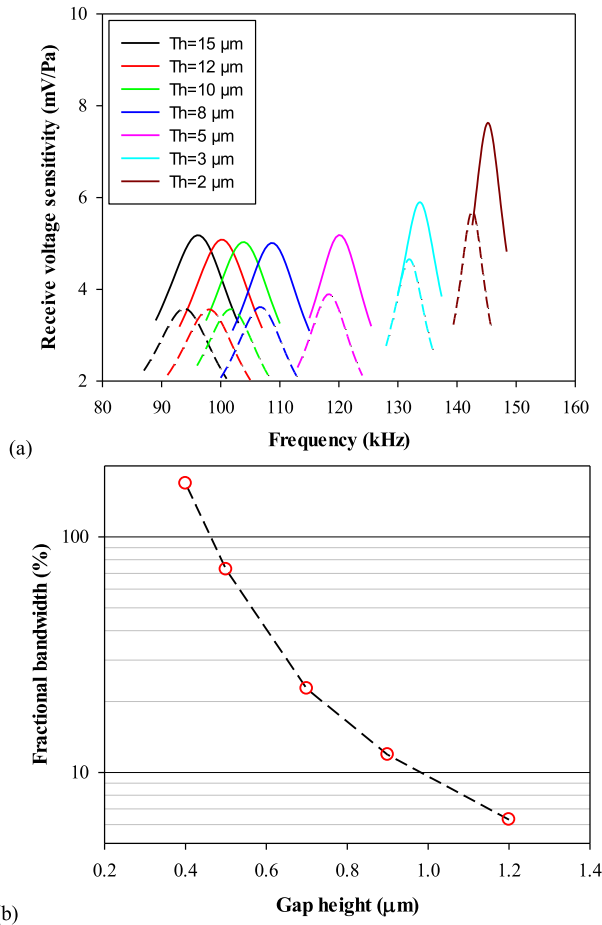 10
8
6
4
2
Receive voltage sensitivity (mV/Pa)
Th=15 µm
Th=12 µm
Th=10 µm
Th=8 µm
Th=5 µm
Th=3 µm
Th=2 µm
80 90 100 110 120 130 140 150 160
Frequency (kHz)
(a)
100
10
Fractional bandwidth (%)
0.2 0.4 0.6 0.8 1.0 1.2 1.4
Gap height (µm)
(b)